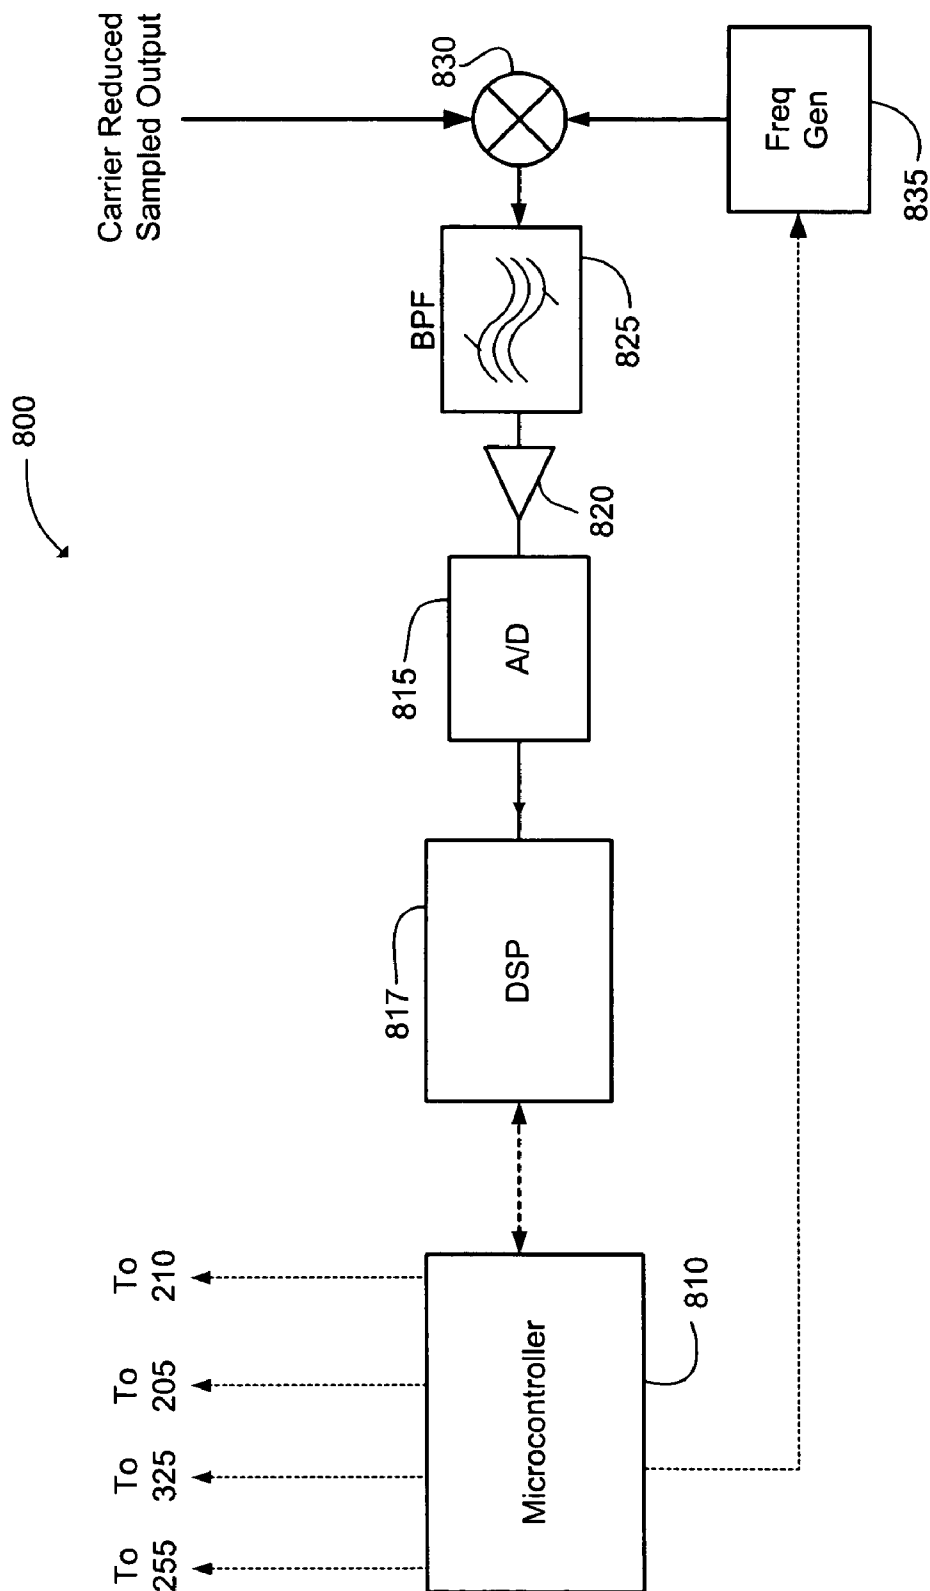 800
To
255
To
325
To
205
To
210
Microcontroller
810
817
DSP
815
A/D
820
BPF
825
830
Carrier Reduced
Sampled Output
Freq
Gen
835